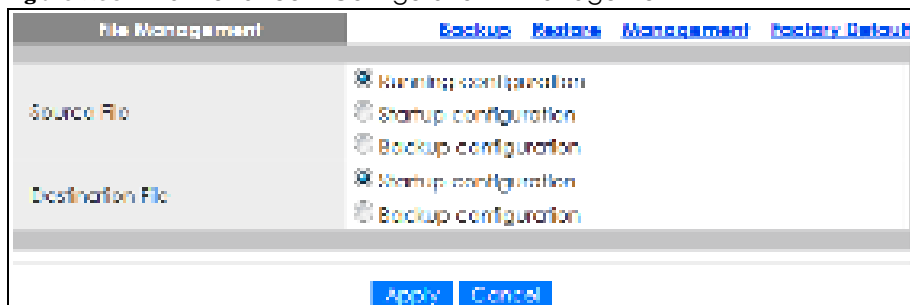 File Management Backup Restore Management Factory Default
Source File
Running configuration
Startup configuration
Backup configuration
Destination File
Startup configuration
Backup configuration
Apply Cancel